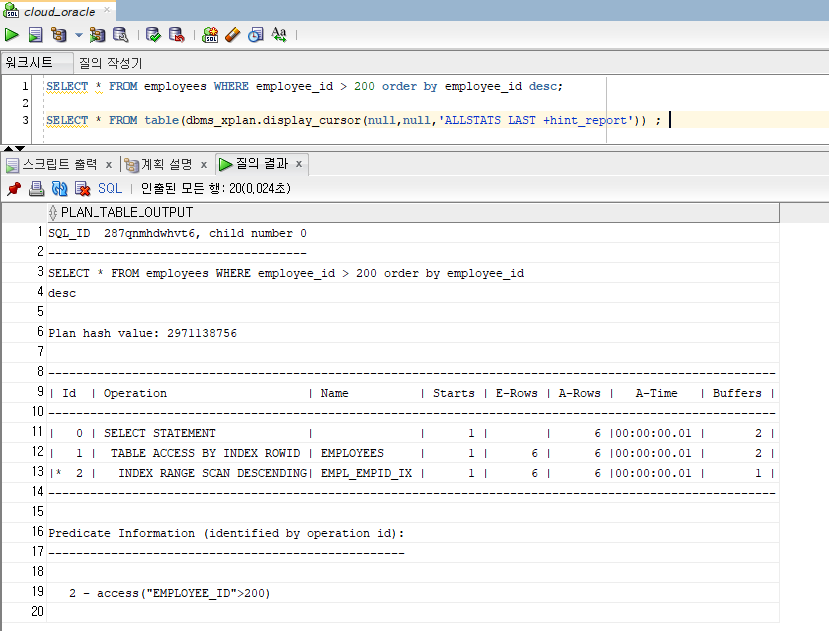 cloud_oracle
워크시트 질의 작성기
1 SELECT * FROM employees WHERE employee_id > 200 order by employee_id desc;
2
3 SELECT * FROM table(dbms_xplan.display_cursor(null,null,'ALLSTATS LAST +hint_report')) ;
스크립트 출력 x 계획 설명 x 질의 결과 x
SQL | 인출된 모든 행: 20(0,024초)
PLAN_TABLE_OUTPUT
1 SQL_ID  287qnmhdwhvt6, child number 0
2 -------------------------------------
3 SELECT * FROM employees WHERE employee_id > 200 order by employee_id
4 desc
5
6 Plan hash value: 2971138756
7
8 --------------------------------------------------------------------------------------------------------
9 | Id  | Operation                    | Name         | Starts | E-Rows | A-Rows |   A-Time   | Buffers |
10 --------------------------------------------------------------------------------------------------------
11 |   0 | SELECT STATEMENT             |              |      1 |        |      6 |00:00:00.01 |       2 |
12 |   1 |  TABLE ACCESS BY INDEX ROWID | EMPLOYEES    |      1 |      6 |      6 |00:00:00.01 |       2 |
13 |*  2 |   INDEX RANGE SCAN DESCENDING| EMPL_EMPID_IX |      1 |      6 |      6 |00:00:00.01 |       1 |
14 --------------------------------------------------------------------------------------------------------
15
16 Predicate Information (identified by operation id):
17 ---------------------------------------------------
18
19    2 - access("EMPLOYEE_ID">200)
20